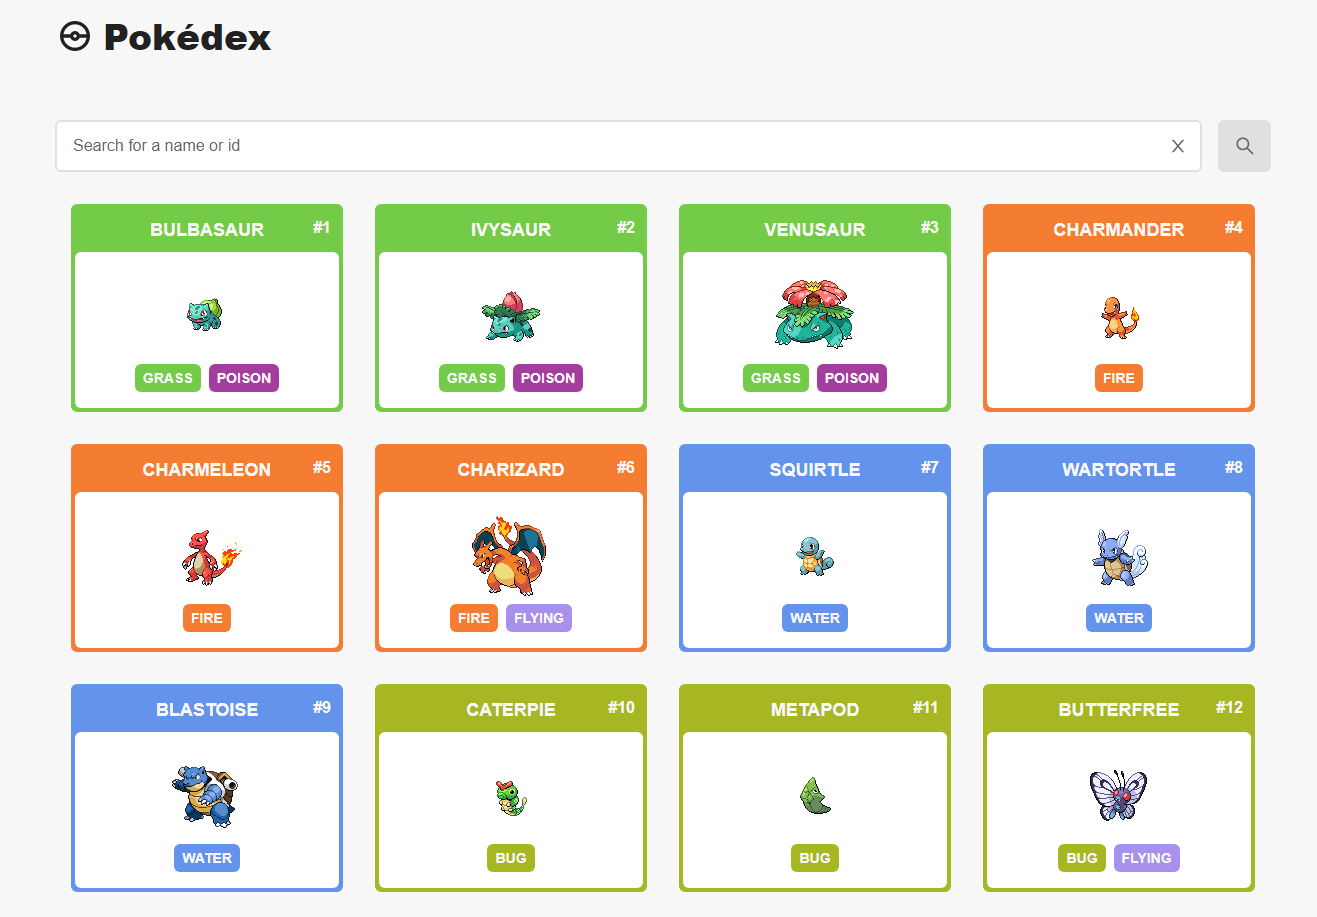 Pokédex
Search for a name or id
BULBASAUR #1
GRASS POISON
IVYSAUR #2
GRASS POISON
VENUSAUR #3
GRASS POISON
CHARMANDER #4
FIRE
CHARMELEON #5
FIRE
CHARIZARD #6
FIRE FLYING
SQUIRTLE #7
WATER
WARTORTLE #8
WATER
BLASTOISE #9
WATER
CATERPIE #10
BUG
METAPOD #11
BUG
BUTTERFREE #12
BUG FLYING